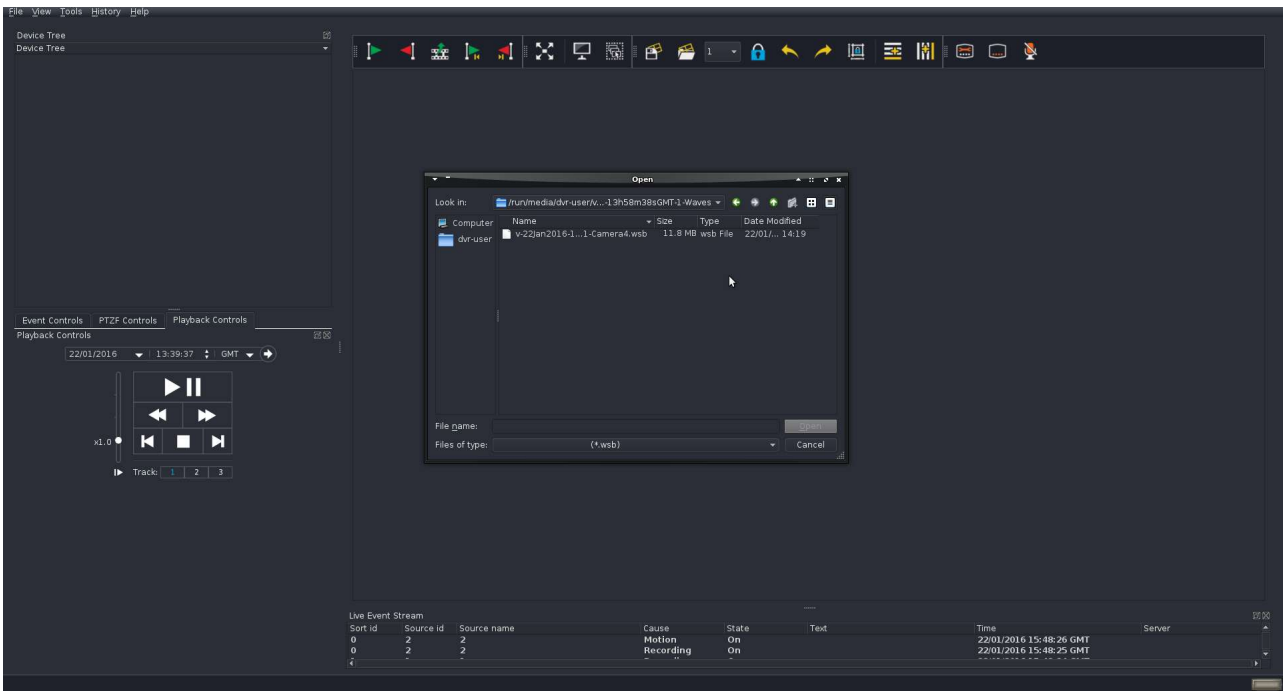 File View Tools History Help
Device Tree
Device Tree
1
Open
Look in: /run/media/dvr-user/v...-13h58m38sGMT-1-Waves
Computer
dvr-user
Name Size Type Date Modified
v-22Jan2016-1...1-Camera4.wsb 11.8 MB wsb File 22/01/... 14:19
File name: Open
Files of type: (*.wsb) Cancel
Event Controls PTZF Controls Playback Controls
Playback Controls
22/01/2016 13:39:37 GMT
x1.0
Track: 1 2 3
Live Event Stream
Sort id Source id Source name Cause State Text Time Server
0 2 2 Motion On 22/01/2016 15:48:26 GMT
0 2 2 Recording On 22/01/2016 15:48:25 GMT